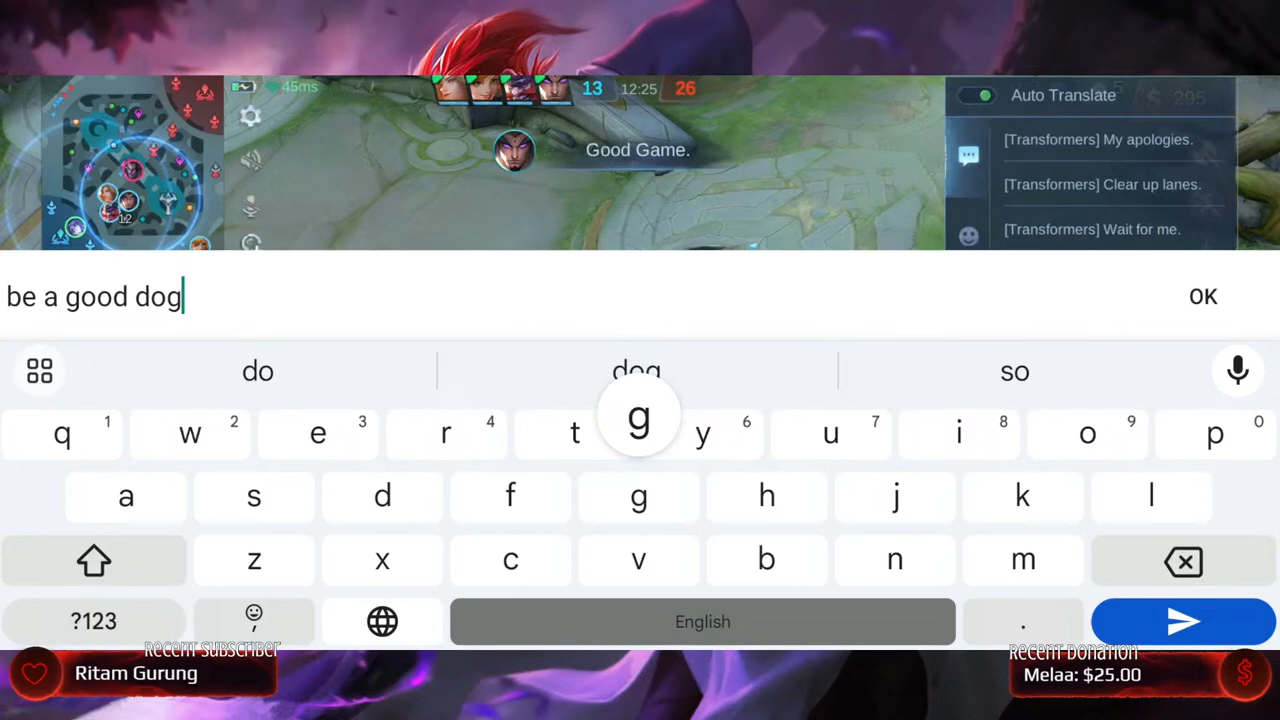 45ms
13 12:25 26
Auto Translate
Good Game.
[Transformers] My apologies.
[Transformers] Clear up lanes.
[Transformers] Wait for me.
12
be a good dog
OK
do dog so
g
q 1 w 2 e 3 r 4 t y 6 u 7 i 8 o 9 p 0
a s d f g h j k l
z x c v b n m
?123 , English .
RECENT SUBSCRIBER
Ritam Gurung
RECENT DONATION
Melaa: $25.00
$